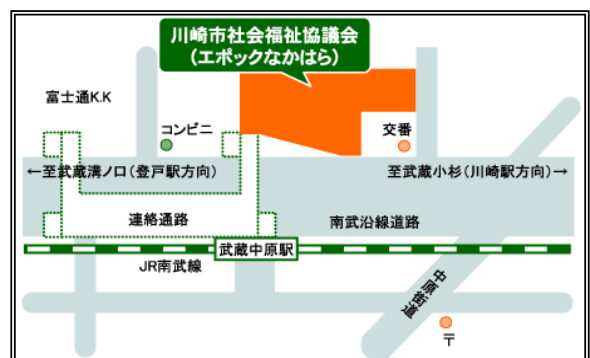 川崎市社会福祉協議会
（エポックなかはら）
富士通K.K
コンビニ
交番
←至武蔵溝ノ口（登戸駅方向）
至武蔵小杉（川崎駅方向）→
連絡通路
南武沿線道路
武蔵中原駅
JR南武線
中原街道
〒